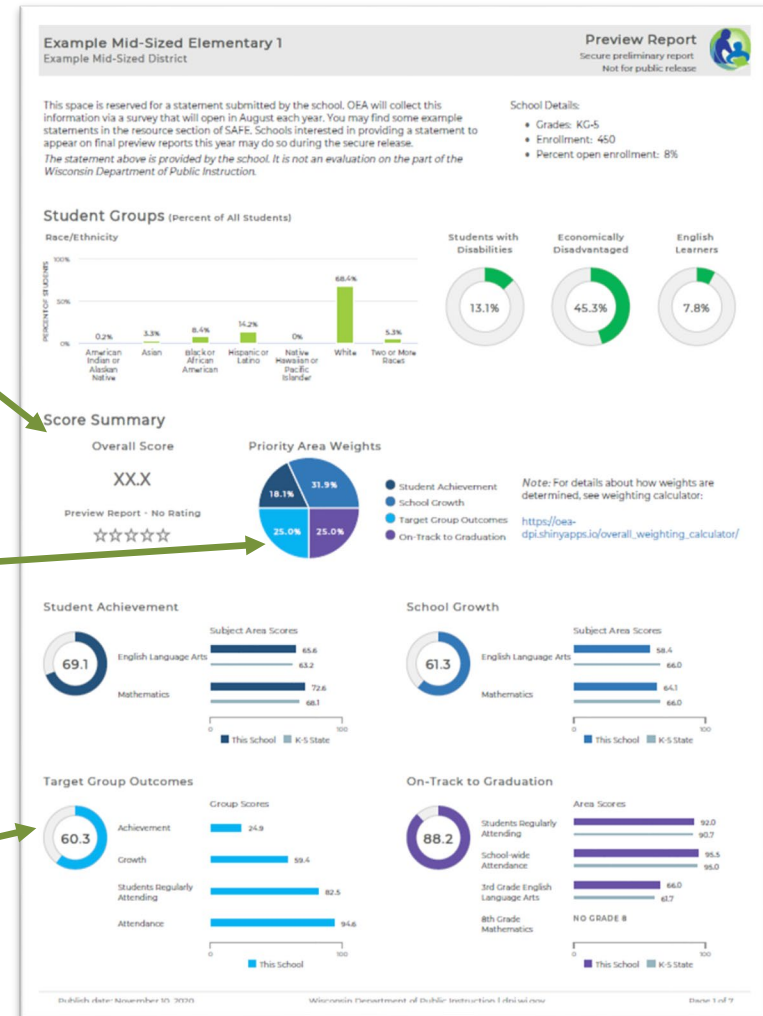 Example Mid-Sized Elementary 1
Example Mid-Sized District
Preview Report
Secure preliminary report
Not for public release
This space is reserved for a statement submitted by the school. OEA will collect this
information via a survey that will open in August each year. You may find some example
statements in the resource section of SAFE. Schools interested in providing a statement to
appear on final preview reports this year may do so during the secure release.
The statement above is provided by the school. It is not an evaluation on the part of the
Wisconsin Department of Public Instruction.
School Details:
• Grades: KG-5
• Enrollment: 450
• Percent open enrollment: 8%
Student Groups (Percent of All Students)
Race/Ethnicity
PERCENT OF STUDENTS
100%
50%
0%
0.2%
3.3%
8.4%
14.2%
0%
68.4%
5.3%
American Indian or Alaskan Native
Asian
Black or African American
Hispanic or Latino
Native Hawaiian or Pacific Islander
White
Two or More Races
Students with Disabilities
13.1%
Economically Disadvantaged
45.3%
English Learners
7.8%
Score Summary
Overall Score
XX.X
Preview Report - No Rating
Priority Area Weights
18.1%
31.9%
25.0%
25.0%
Student Achievement
School Growth
Target Group Outcomes
On-Track to Graduation
Note: For details about how weights are
determined, see weighting calculator:
https://oea-
dpi.shinyapps.io/overall_weighting_calculator/
Student Achievement
69.1
Subject Area Scores
English Language Arts
65.6
63.2
Mathematics
72.6
68.1
0
100
This School
K-5 State
School Growth
61.3
Subject Area Scores
English Language Arts
58.4
66.0
Mathematics
64.1
66.0
0
100
This School
K-5 State
Target Group Outcomes
60.3
Group Scores
Achievement
24.9
Growth
59.4
Students Regularly
Attending
82.5
Attendance
94.6
0
100
This School
On-Track to Graduation
88.2
Area Scores
Students Regularly
Attending
92.0
90.7
School-wide
Attendance
95.5
95.0
3rd Grade English
Language Arts
66.0
61.7
8th Grade
Mathematics
NO GRADE 8
0
100
This School
K-5 State
Publish date: November 10, 2020
Wisconsin Department of Public Instruction | dpi.wi.gov
Page 1 of 7